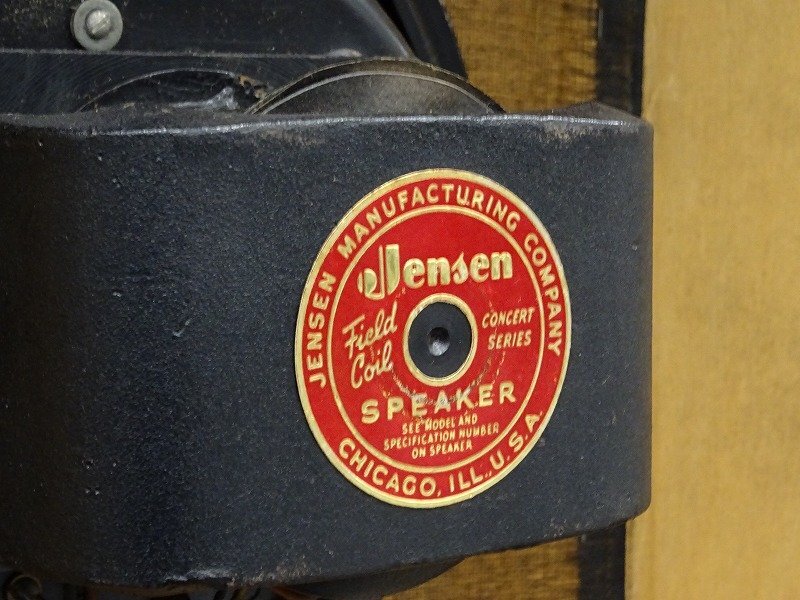 JENSEN MANUFACTURING COMPANY
Jensen
Field Coil
CONCERT SERIES
SPEAKER
SEE MODEL AND
SPECIFICATION NUMBER
ON SPEAKER
CHICAGO, ILL., U.S.A.